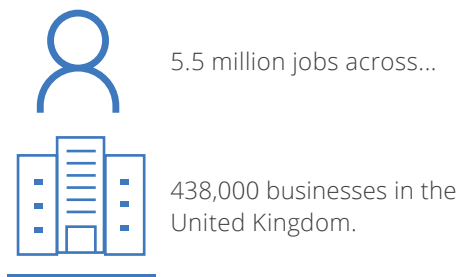 5.5 million jobs across...
438,000 businesses in the
United Kingdom.